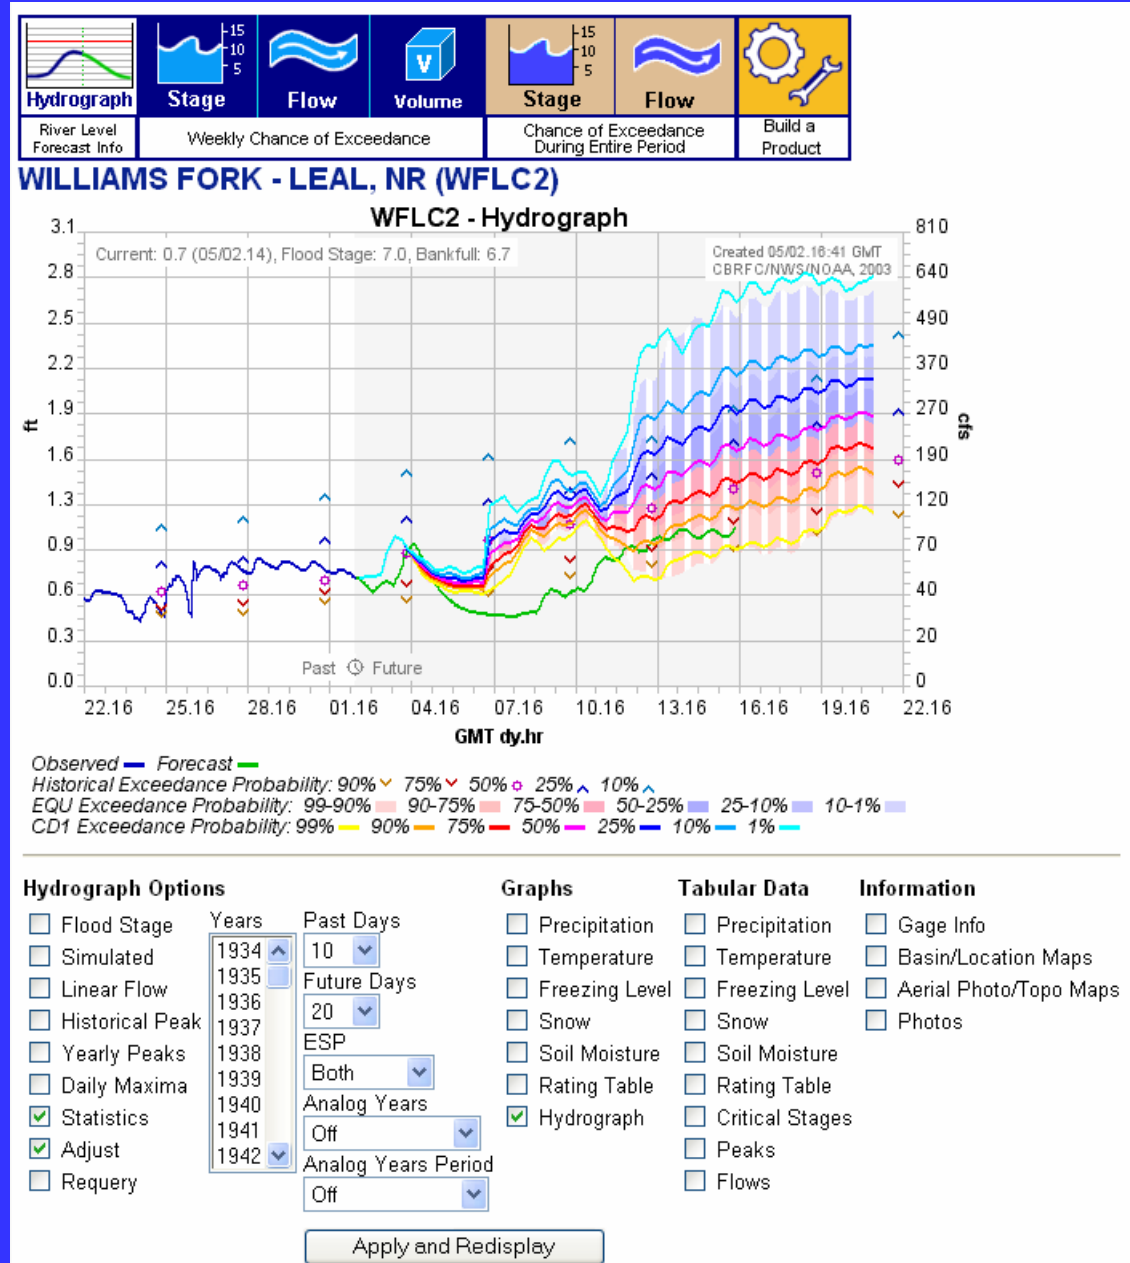 15
10
5
15
10
5
V
Hydrograph Stage Flow Volume Stage Flow
River Level
Forecast Info
Weekly Chance of Exceedance
Chance of Exceedance
During Entire Period
Build a
Product
WILLIAMS FORK - LEAL, NR (WFLC2)
WFLC2 - Hydrograph
Current: 0.7 (05/02.14), Flood Stage: 7.0, Bankfull: 6.7
Created 05/02.16:41 GMT
CBRFC/NWS/NOAA, 2003
3.1 810
2.8 640
2.5 490
2.2 370
1.9 270
ft cfs
1.6 190
1.3 120
0.9 70
0.6 40
0.3 20
0.0 0
Past Future
22.16 25.16 28.16 01.16 04.16 07.16 10.16 13.16 16.16 19.16 22.16
GMT dy.hr
Observed Forecast
Historical Exceedance Probability: 90% 75% 50% 25% 10%
EQU Exceedance Probability: 99-90% 90-75% 75-50% 50-25% 25-10% 10-1%
CD1 Exceedance Probability: 99% 90% 75% 50% 25% 10% 1%
Hydrograph Options
Flood Stage
Simulated
Linear Flow
Historical Peak
Yearly Peaks
Daily Maxima
Statistics
Adjust
Requery
Years
1934
1935
1936
1937
1938
1939
1940
1941
1942
Past Days
10
Future Days
20
ESP
Both
Analog Years
Off
Analog Years Period
Off
Graphs
Precipitation
Temperature
Freezing Level
Snow
Soil Moisture
Rating Table
Hydrograph
Tabular Data
Precipitation
Temperature
Freezing Level
Snow
Soil Moisture
Rating Table
Critical Stages
Peaks
Flows
Information
Gage Info
Basin/Location Maps
Aerial Photo/Topo Maps
Photos
Apply and Redisplay